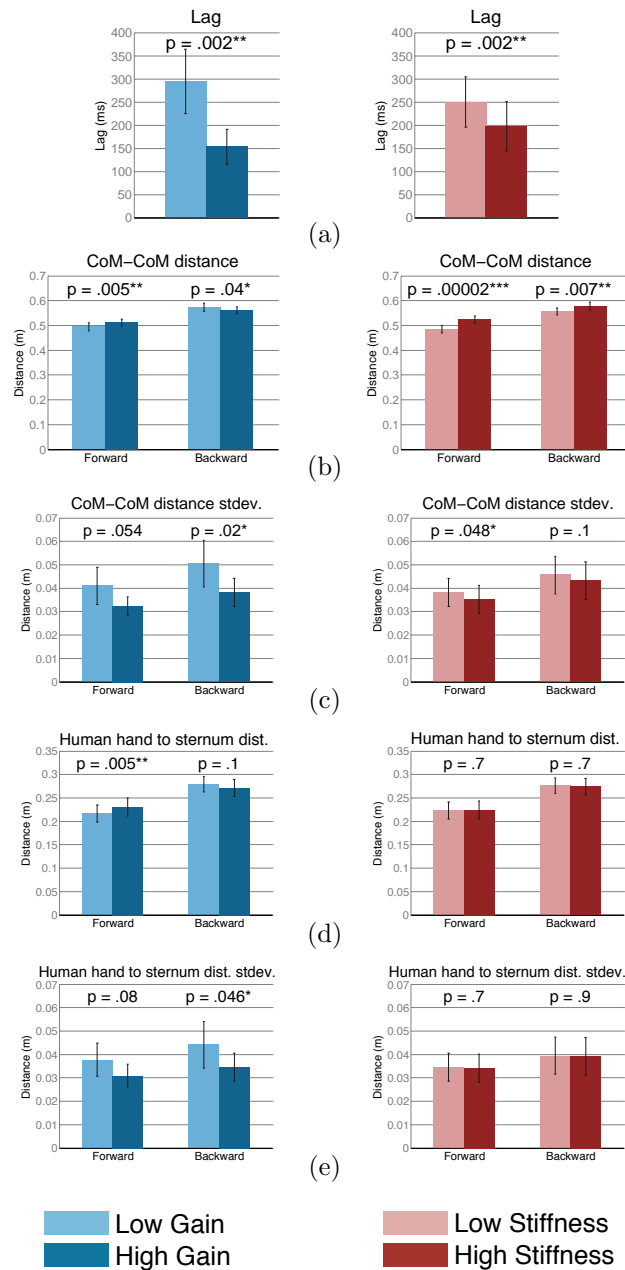 Lag
p = .002**
400
350
300
250
200
150
100
50
0
Lag (ms)
Lag
p = .002**
400
350
300
250
200
150
100
50
0
Lag (ms)
(a)
CoM−CoM distance
p = .005** p = .04*
0.7
0.6
0.5
0.4
0.3
0.2
0.1
0
Distance (m)
Forward Backward
CoM−CoM distance
p = .00002*** p = .007**
0.7
0.6
0.5
0.4
0.3
0.2
0.1
0
Distance (m)
Forward Backward
(b)
CoM−CoM distance stdev.
p = .054 p = .02*
0.07
0.06
0.05
0.04
0.03
0.02
0.01
0
Distance (m)
Forward Backward
CoM−CoM distance stdev.
p = .048* p = .1
0.07
0.06
0.05
0.04
0.03
0.02
0.01
0
Distance (m)
Forward Backward
(c)
Human hand to sternum dist.
p = .005** p = .1
0.35
0.3
0.25
0.2
0.15
0.1
0.05
0
Distance (m)
Forward Backward
Human hand to sternum dist.
p = .7 p = .7
0.35
0.3
0.25
0.2
0.15
0.1
0.05
0
Distance (m)
Forward Backward
(d)
Human hand to sternum dist. stdev.
p = .08 p = .046*
0.07
0.06
0.05
0.04
0.03
0.02
0.01
0
Distance (m)
Forward Backward
Human hand to sternum dist. stdev.
p = .7 p = .9
0.07
0.06
0.05
0.04
0.03
0.02
0.01
0
Distance (m)
Forward Backward
(e)
Low Gain
High Gain
Low Stiffness
High Stiffness